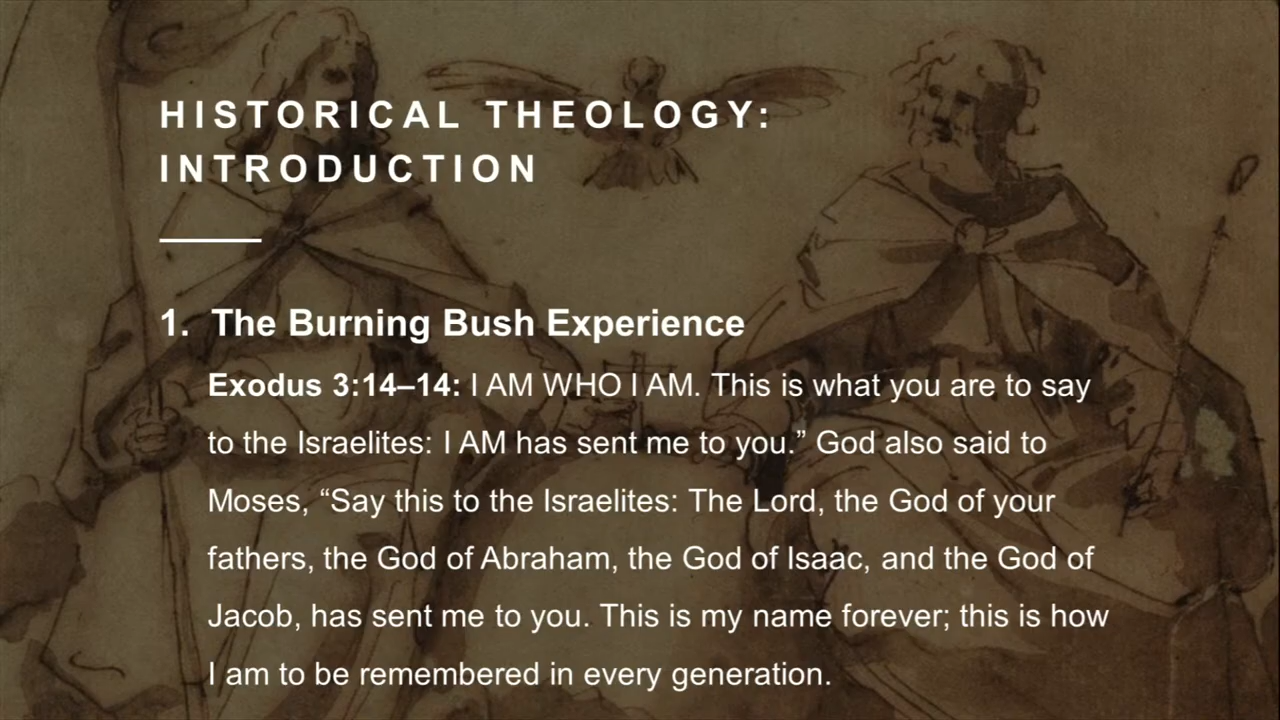 HISTORICAL THEOLOGY:
INTRODUCTION
1. The Burning Bush Experience
Exodus 3:14–14: I AM WHO I AM. This is what you are to say
to the Israelites: I AM has sent me to you.” God also said to
Moses, “Say this to the Israelites: The Lord, the God of your
fathers, the God of Abraham, the God of Isaac, and the God of
Jacob, has sent me to you. This is my name forever; this is how
I am to be remembered in every generation.